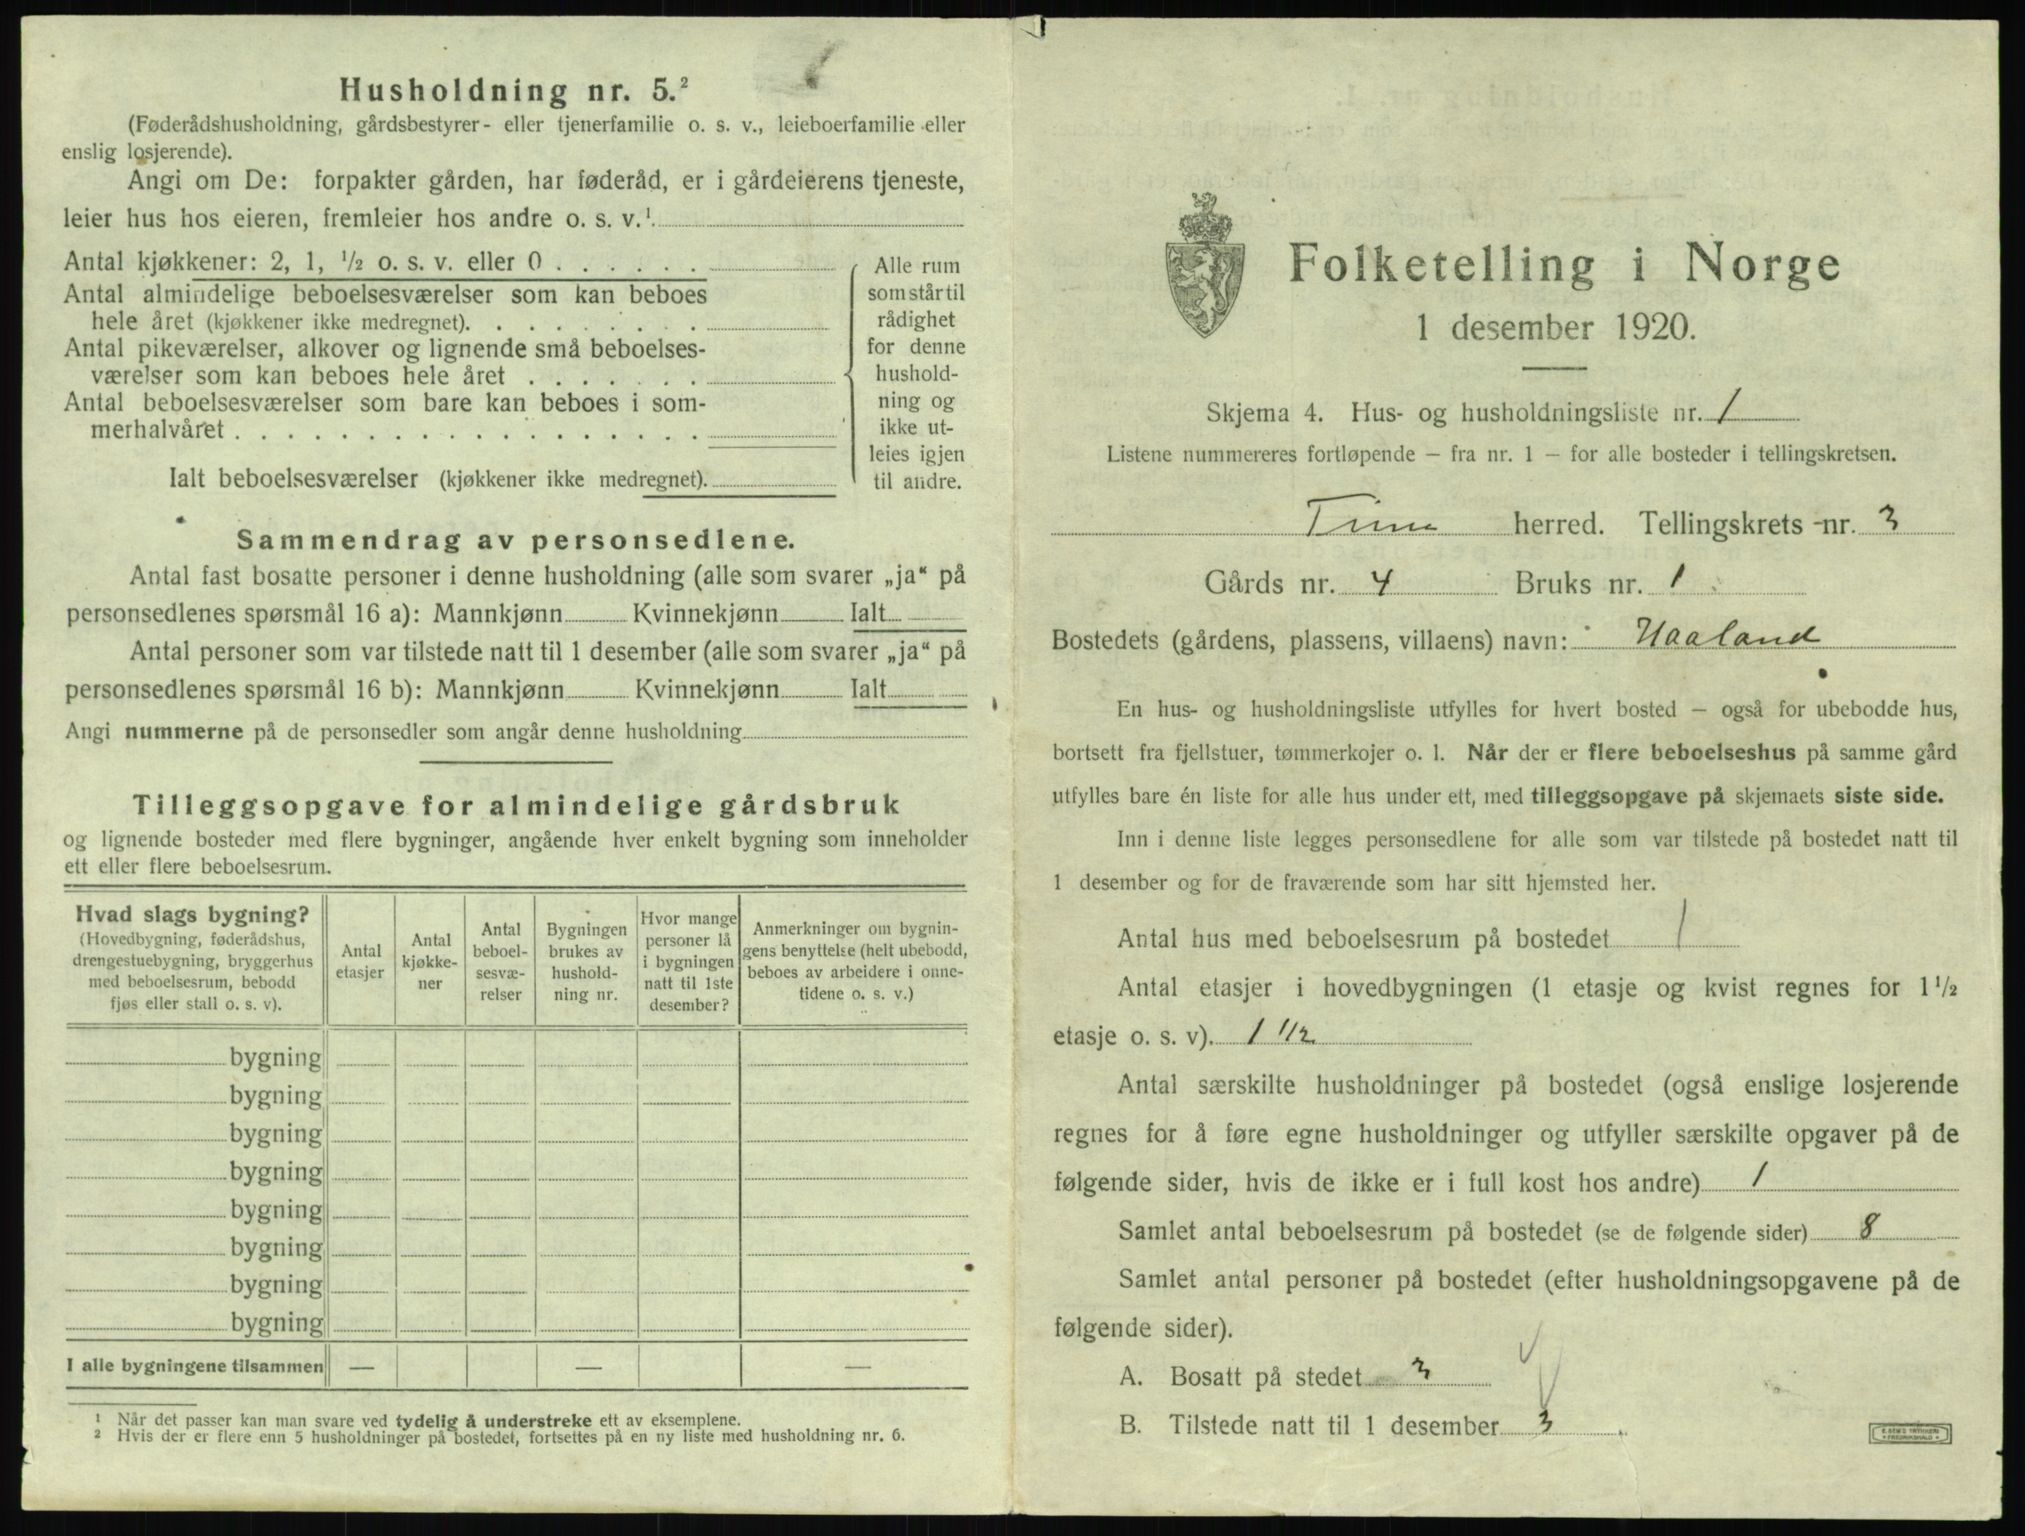 Husholdning nr. 5.²
(Føderådshusholdning, gårdsbestyrer- eller tjenerfamilie o. s. v., leieboerfamilie eller
enslig losjerende).
Angi om De: forpakter gården, har føderåd, er i gårdeierens tjeneste,
leier hus hos eieren, fremleier hos andre o. s. v.¹
Antal kjøkkener: 2, 1, ½ o. s. v. eller 0 . . . . . .
Antal almindelige beboelsesværelser som kan beboes
hele året (kjøkkener ikke medregnet). . . . . . . . .
Antal pikeværelser, alkover og lignende små beboelses-
værelser som kan beboes hele året . . . . . . .
Antal beboelsesværelser som bare kan beboes i som-
merhalvåret . . . . . . . . . . . . . . . . . .
Ialt beboelsesværelser (kjøkkener ikke medregnet).
Alle rum
som står til
rådighet
for denne
hushold-
ning og
ikke ut-
leies igjen
til andre.
Sammendrag av personsedlene.
Antal fast bosatte personer i denne husholdning (alle som svarer „ja“ på
personsedlenes spørsmål 16 a): Mannkjønn Kvinnekjønn Ialt
Antal personer som var tilstede natt til 1 desember (alle som svarer „ja“ på
personsedlenes spørsmål 16 b): Mannkjønn Kvinnekjønn Ialt
Angi nummerne på de personsedler som angår denne husholdning
Tilleggsopgave for almindelige gårdsbruk
og lignende bosteder med flere bygninger, angående hver enkelt bygning som inneholder
ett eller flere beboelsesrum.
Hvad slags bygning?
(Hovedbygning, føderådshus,
drengestuebygning, bryggerhus
med beboelsesrum, bebodd
fjøs eller stall o. s. v).
Antal
etasjer
Antal
kjøkke-
ner
Antal
beboel-
sesvæ-
relser
Bygningen
brukes av
hushold-
ning nr.
Hvor mange
personer lå
i bygningen
natt til 1ste
desember?
Anmerkninger om bygnin-
gens benyttelse (helt ubebodd,
beboes av arbeidere i onne-
tidene o. s. v.)
bygning
bygning
bygning
bygning
bygning
bygning
bygning
bygning
I alle bygningene tilsammen — — —
¹ Når det passer kan man svare ved tydelig å understreke ett av eksemplene.
² Hvis der er flere enn 5 husholdninger på bostedet, fortsettes på en ny liste med husholdning nr. 6.
Folketelling i Norge
1 desember 1920.
Skjema 4. Hus- og husholdningsliste nr. 1
Listene nummereres fortløpende – fra nr. 1 – for alle bosteder i tellingskretsen.
Time herred. Tellingskrets nr. 3
Gårds nr. 4 Bruks nr. 1
Bostedets (gårdens, plassens, villaens) navn: Haaland
En hus- og husholdningsliste utfylles for hvert bosted – også for ubebodde hus,
bortsett fra fjellstuer, tømmerkojer o. l. Når der er flere beboelseshus på samme gård
utfylles bare én liste for alle hus under ett, med tilleggsopgave på skjemaets siste side.
Inn i denne liste legges personsedlene for alle som var tilstede på bostedet natt til
1 desember og for de fraværende som har sitt hjemsted her.
Antal hus med beboelsesrum på bostedet 1
Antal etasjer i hovedbygningen (1 etasje og kvist regnes for 1½
etasje o. s. v). 1 1/2
Antal særskilte husholdninger på bostedet (også enslige losjerende
regnes for å føre egne husholdninger og utfyller særskilte opgaver på de
følgende sider, hvis de ikke er i full kost hos andre) 1
Samlet antal beboelsesrum på bostedet (se de følgende sider) 8
Samlet antal personer på bostedet (efter husholdningsopgavene på de
følgende sider).
A. Bosatt på stedet 3
B. Tilstede natt til 1 desember 3